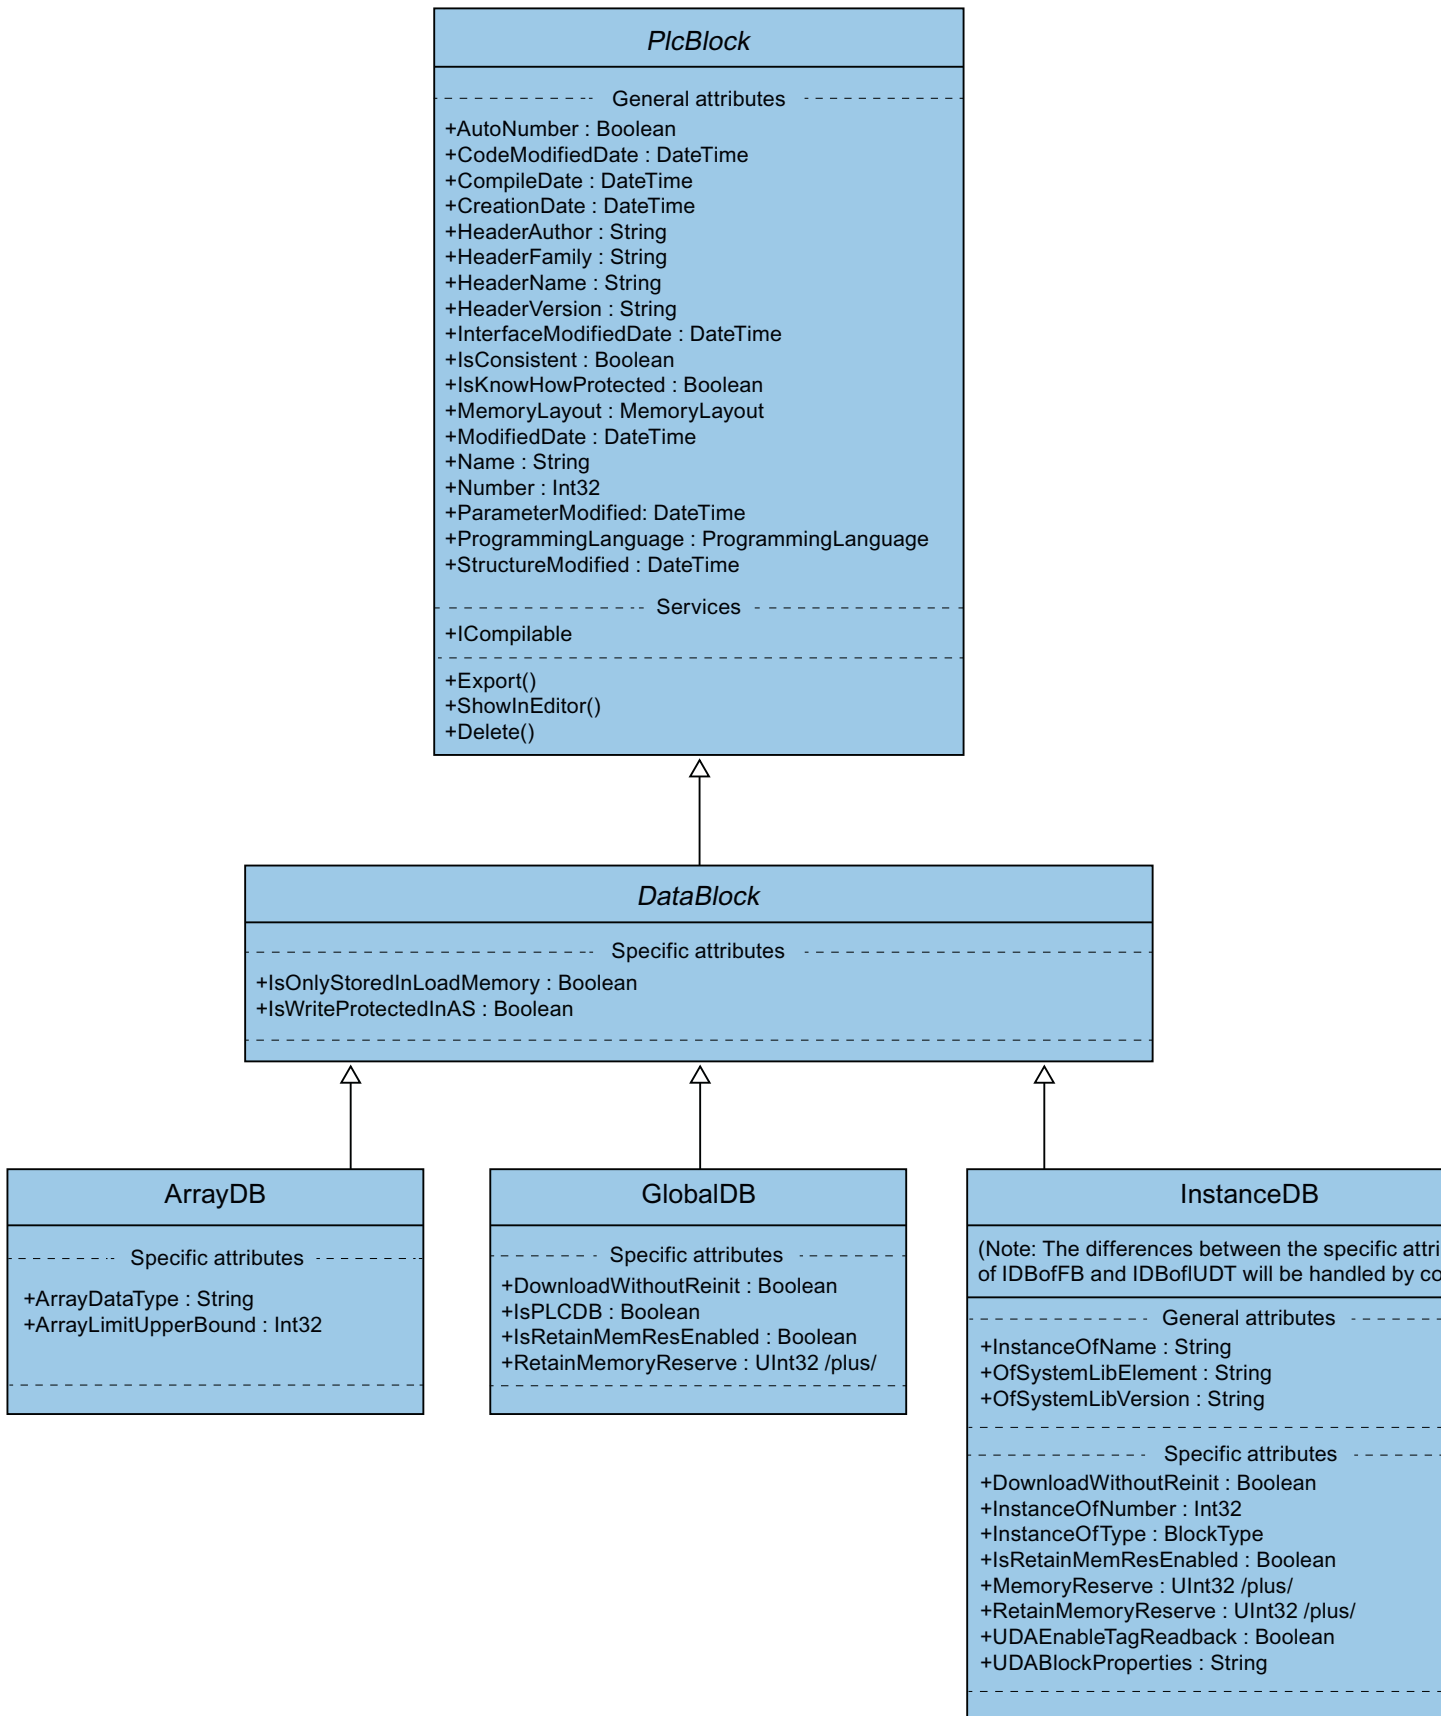 PlcBlock
General attributes
+AutoNumber : Boolean
+CodeModifiedDate : DateTime
+CompileDate : DateTime
+CreationDate : DateTime
+HeaderAuthor : String
+HeaderFamily : String
+HeaderName : String
+HeaderVersion : String
+InterfaceModifiedDate : DateTime
+IsConsistent : Boolean
+IsKnowHowProtected : Boolean
+MemoryLayout : MemoryLayout
+ModifiedDate : DateTime
+Name : String
+Number : Int32
+ParameterModified: DateTime
+ProgrammingLanguage : ProgrammingLanguage
+StructureModified : DateTime
Services
+ICompilable
+Export()
+ShowInEditor()
+Delete()
DataBlock
Specific attributes
+IsOnlyStoredInLoadMemory : Boolean
+IsWriteProtectedInAS : Boolean
ArrayDB
Specific attributes
+ArrayDataType : String
+ArrayLimitUpperBound : Int32
GlobalDB
Specific attributes
+DownloadWithoutReinit : Boolean
+IsPLCDB : Boolean
+IsRetainMemResEnabled : Boolean
+RetainMemoryReserve : UInt32 /plus/
InstanceDB
(Note: The differences between the specific attri
of IDBofFB and IDBofIUDT will be handled by co
General attributes
+InstanceOfName : String
+OfSystemLibElement : String
+OfSystemLibVersion : String
Specific attributes
+DownloadWithoutReinit : Boolean
+InstanceOfNumber : Int32
+InstanceOfType : BlockType
+IsRetainMemResEnabled : Boolean
+MemoryReserve : UInt32 /plus/
+RetainMemoryReserve : UInt32 /plus/
+UDAEnableTagReadback : Boolean
+UDABlockProperties : String